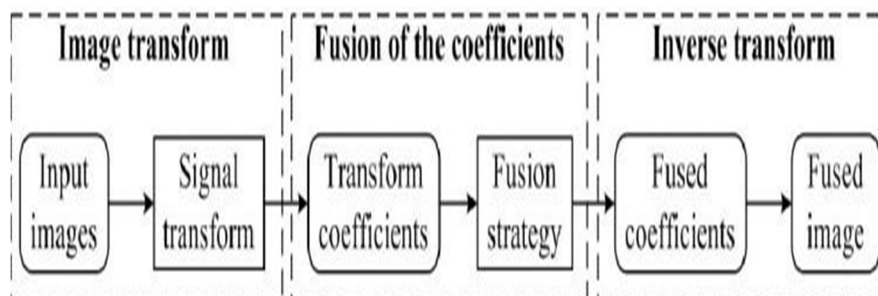 Image transform
Fusion of the coefficients
Inverse transform
Input
images
Signal
transform
Transform
coefficients
Fusion
strategy
Fused
coefficients
Fused
image